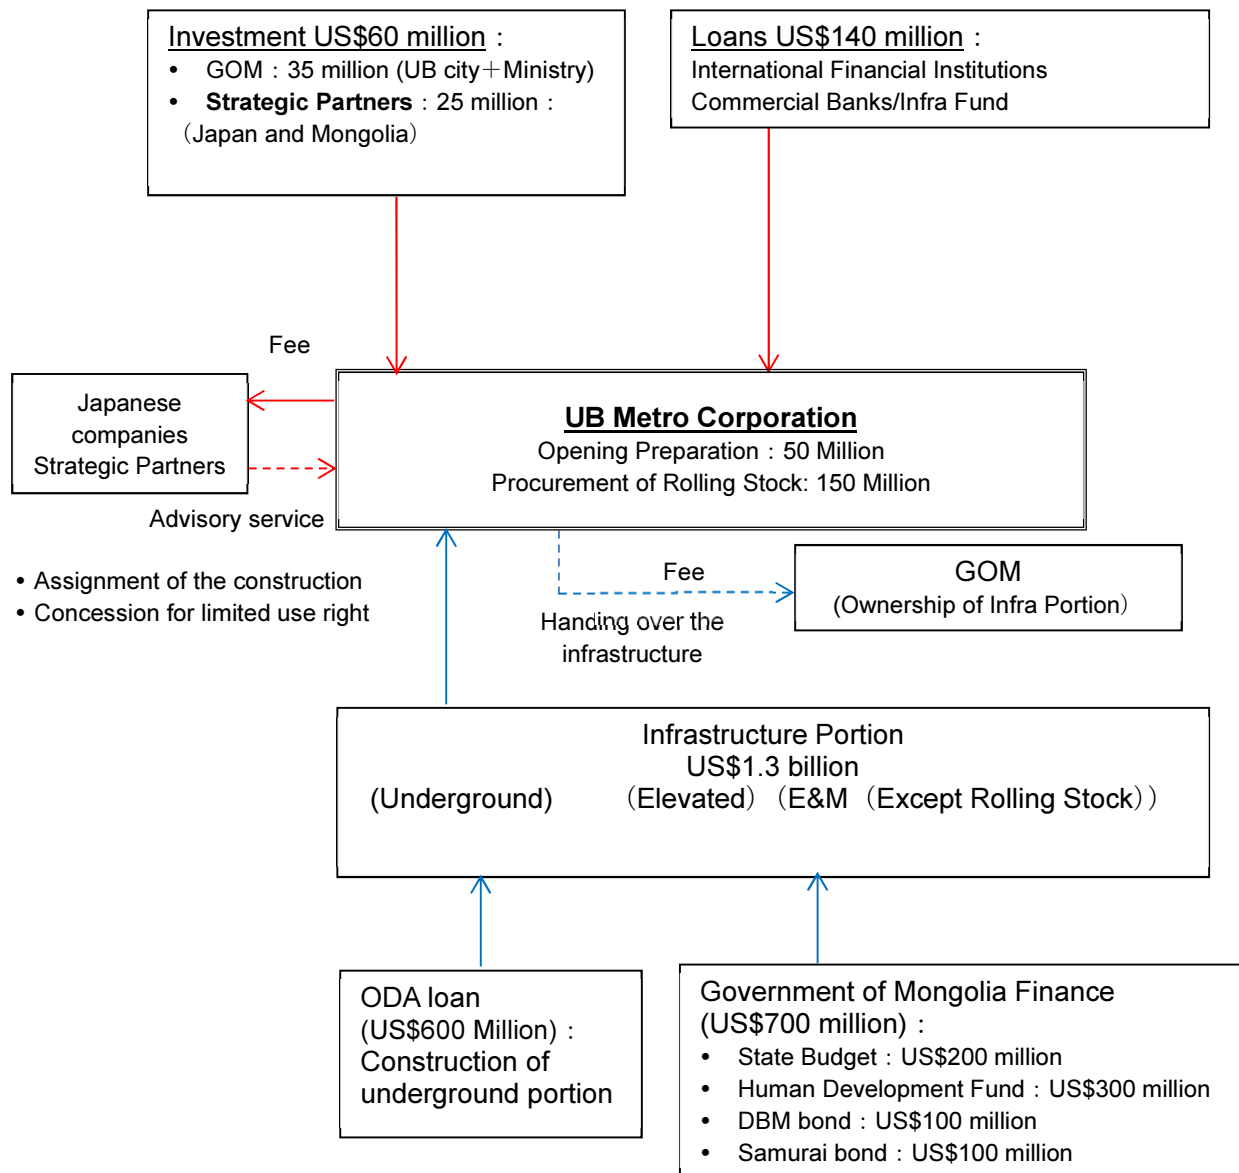 Investment US$60 million：
• GOM：35 million (UB city＋Ministry)
• Strategic Partners：25 million：
（Japan and Mongolia）
Loans US$140 million：
International Financial Institutions
Commercial Banks/Infra Fund
Fee
Japanese
companies
Strategic Partners
Advisory service
UB Metro Corporation
Opening Preparation：50 Million
Procurement of Rolling Stock: 150 Million
• Assignment of the construction
• Concession for limited use right
Fee
Handing over the
infrastructure
GOM
(Ownership of Infra Portion）
Infrastructure Portion
US$1.3 billion
(Underground) （Elevated）（E&M（Except Rolling Stock））
ODA loan
(US$600 Million)：
Construction of
underground portion
Government of Mongolia Finance
(US$700 million)：
• State Budget：US$200 million
• Human Development Fund：US$300 million
• DBM bond：US$100 million
• Samurai bond：US$100 million